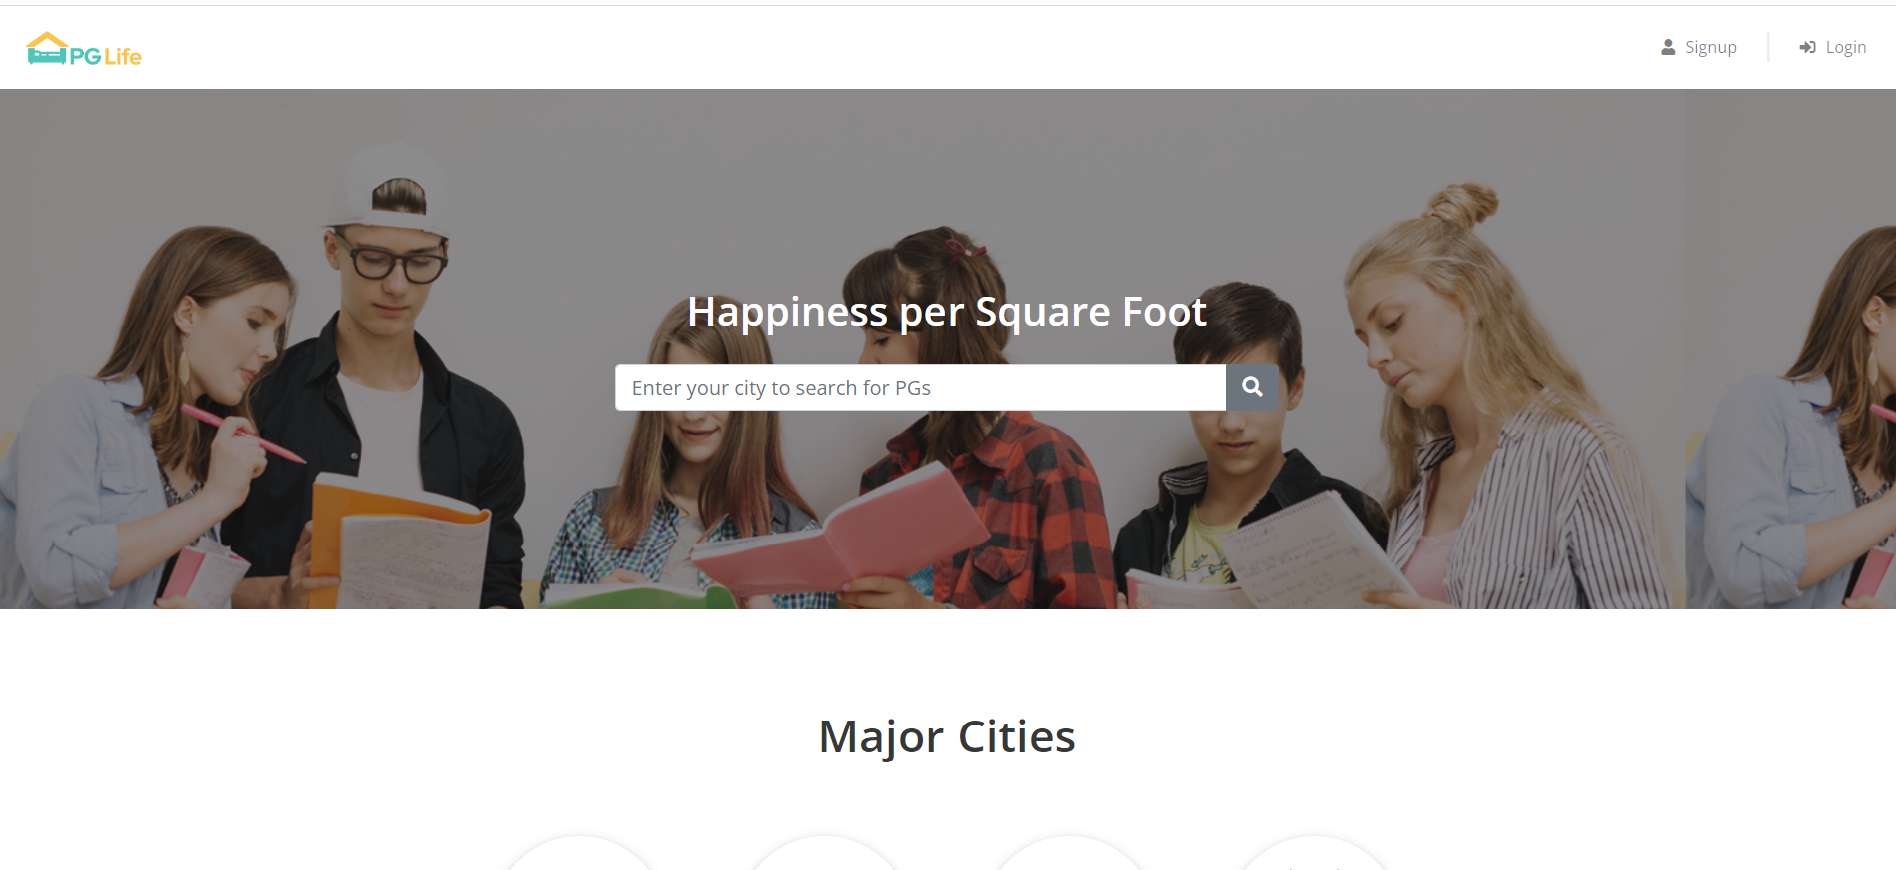 PG Life
Signup
Login
Happiness per Square Foot
Enter your city to search for PGs
Major Cities